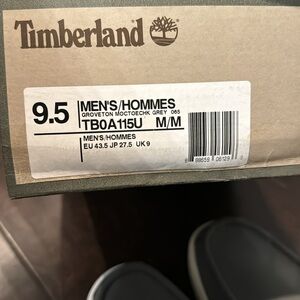 Timberland
9.5
MEN'S/HOMMES
GROVETON MOCTOECHK GREY 065
TB0A115U M/M
MEN'S/HOMMES
EU 43.5 JP 27.5 UK 9